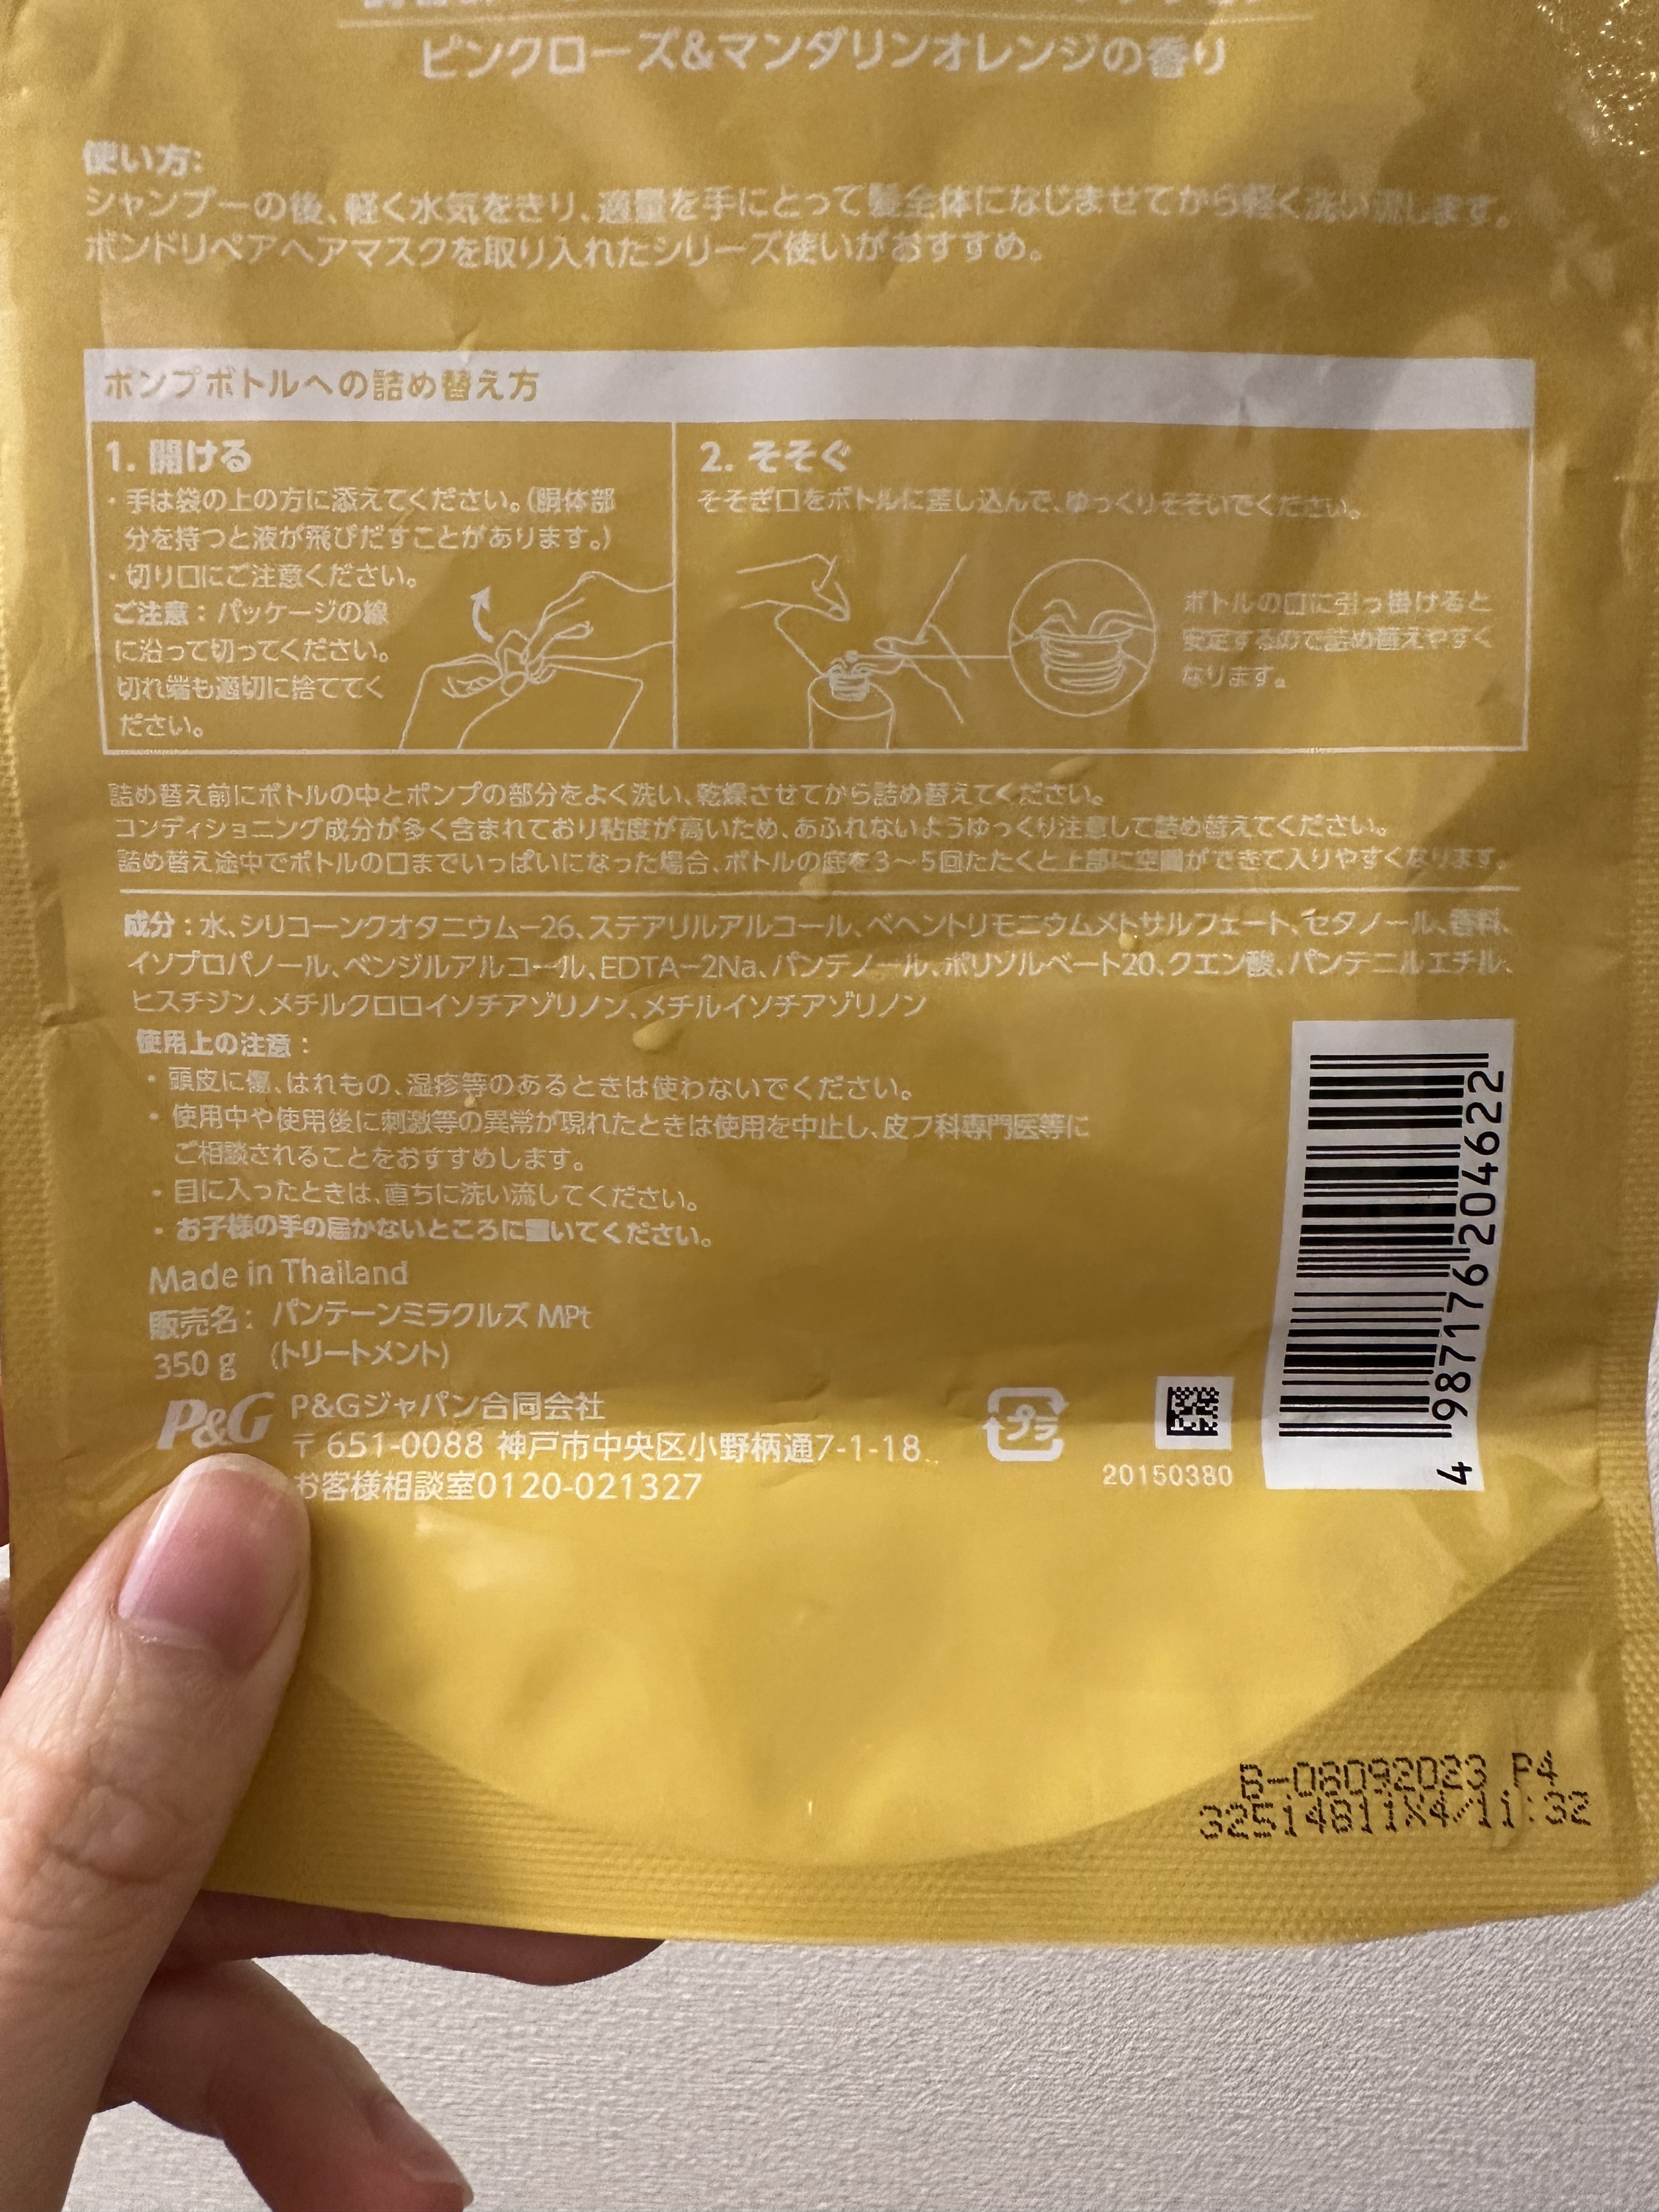 ピンクローズ&マンダリンオレンジの香り
使い方:
シャンプーの後、軽く水気をきり、適量を手にとって髪全体になじませてから軽く洗い流します。
ボンドリペアヘアマスクを取り入れたシリーズ使いがおすすめ。
ポンプボトルへの詰め替え方
1. 開ける
・手は袋の上の方に添えてください。(胴体部
分を持つと液が飛びだすことがあります。)
・切り口にご注意ください。
ご注意：パッケージの線
に沿って切ってください。
切れ端も適切に捨ててく
ださい。
2. そそぐ
そそぎ口をボトルに差し込んで、ゆっくりそそいでください。
ボトルの口に引っ掛けると
安定するので詰め替えやすく
なります。
詰め替え前にボトルの中とポンプの部分をよく洗い、乾燥させてから詰め替えてください。
コンディショニング成分が多く含まれており粘度が高いため、あふれないようゆっくり注意して詰め替えてください。
詰め替え途中でボトルの口までいっぱいになった場合、ボトルの底を3〜5回たたくと上部に空間ができて入りやすくなります。
成分：水、シリコーンクオタニウム-26、ステアリルアルコール、ベヘントリモニウムメトサルフェート、セタノール、香料、
イソプロパノール、ベンジルアルコール、EDTA-2Na、パンテノール、ポリソルベート20、クエン酸、パンテニルエチル、
ヒスチジン、メチルクロロイソチアゾリノン、メチルイソチアゾリノン
使用上の注意：
・頭皮に傷、はれもの、湿疹等のあるときは使わないでください。
・使用中や使用後に刺激等の異常が現れたときは使用を中止し、皮フ科専門医等に
ご相談されることをおすすめします。
・目に入ったときは、直ちに洗い流してください。
・お子様の手の届かないところに置いてください。
Made in Thailand
販売名：パンテーンミラクルズ MPt
350 g (トリートメント)
P&G P&Gジャパン合同会社
〒651-0088 神戸市中央区小野柄通7-1-18
お客様相談室0120-021327
プラ
20150380
4 987176 204622
B-08092023 P4
32514811X4/11:32